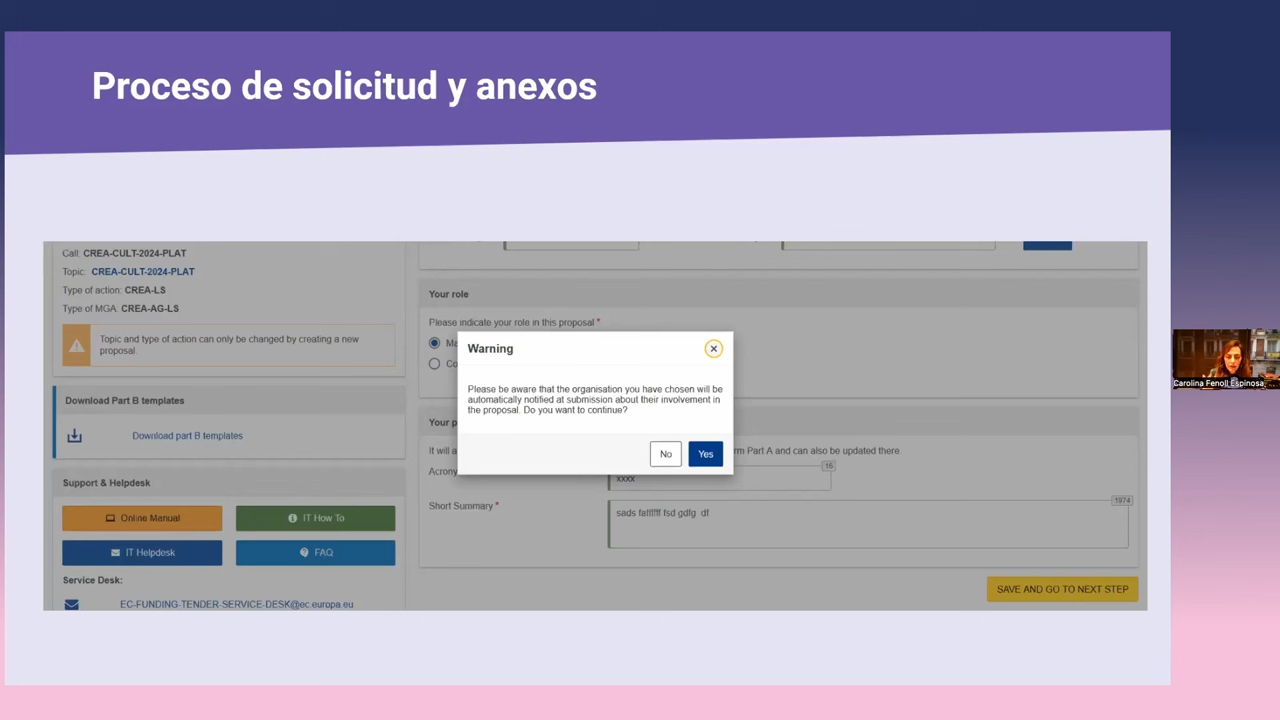 Proceso de solicitud y anexos
Call: CREA-CULT-2024-PLAT
Topic: CREA-CULT-2024-PLAT
Type of action: CREA-LS
Type of MGA: CREA-AG-LS
Topic and type of action can only be changed by creating a new
proposal.
Download Part B templates
Download part B templates
Support & Helpdesk
Online Manual
IT How To
IT Helpdesk
FAQ
Service Desk:
EC-FUNDING-TENDER-SERVICE-DESK@ec.europa.eu
Your role
Please indicate your role in this proposal *
Ma
Co
Warning
Please be aware that the organisation you have chosen will be
automatically notified at submission about their involvement in
the proposal. Do you want to continue?
No
Yes
Your p
It will a
rm Part A and can also be updated there
Acrony
16
xxxx
Short Summary *
1974
SAVE AND GO TO NEXT STEP
Carolina Fenoll Espinosa,